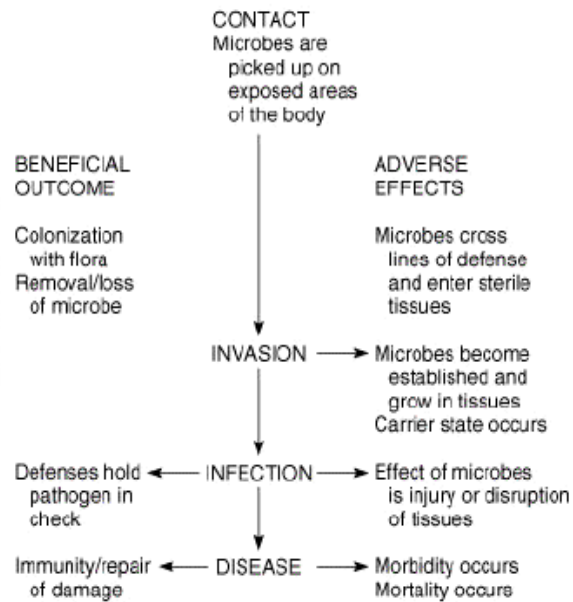 CONTACT
Microbes are
picked up on
exposed areas
of the body
BENEFICIAL
OUTCOME
ADVERSE
EFFECTS
Colonization
with flora
Removal/loss
of microbe
Microbes cross
lines of defense
and enter sterile
tissues
INVASION
Microbes become
established and
grow in tissues
Carrier state occurs
Defenses hold
pathogen in
check
INFECTION
Effect of microbes
is injury or disruption
of tissues
Immunity/repair
of damage
DISEASE
Morbidity occurs
Mortality occurs